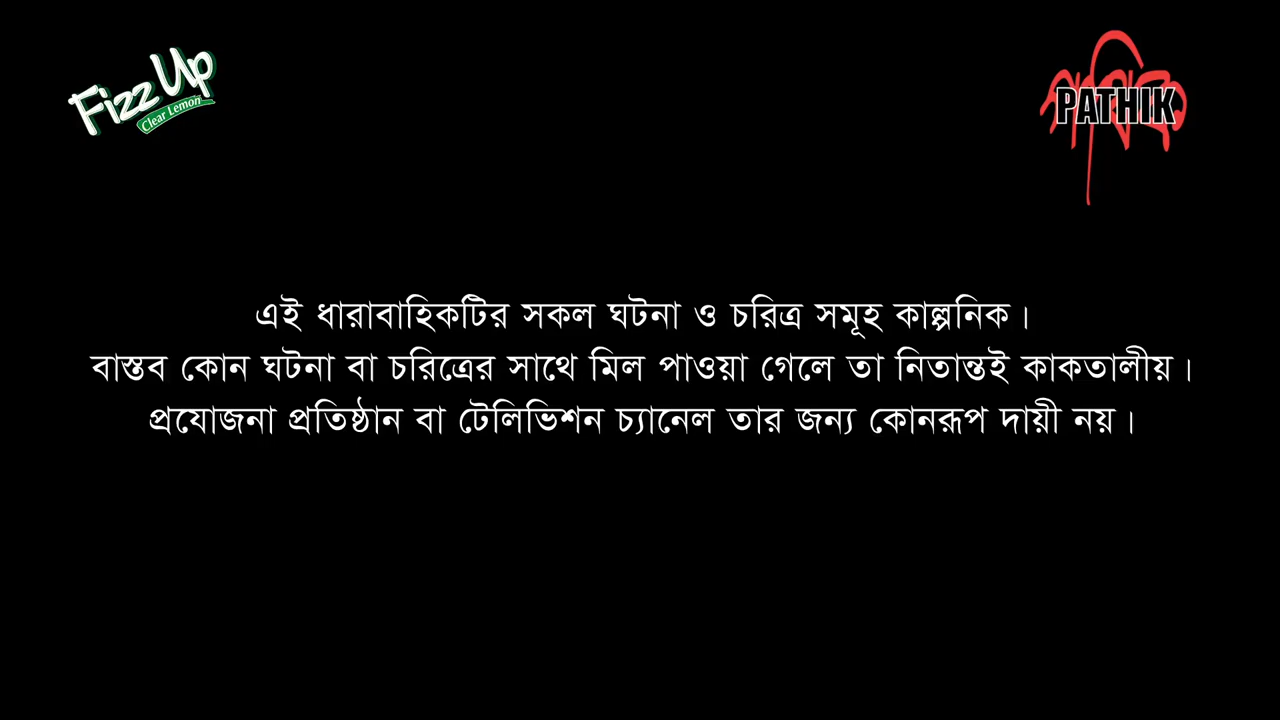 Fizz Up
Clear Lemon
পথিক
PATHIK
এই ধারাবাহিকটির সকল ঘটনা ও চরিত্র সমূহ কাল্পনিক।
বাস্তব কোন ঘটনা বা চরিত্রের সাথে মিল পাওয়া গেলে তা নিতান্তই কাকতালীয়।
প্রযোজনা প্রতিষ্ঠান বা টেলিভিশন চ্যানেল তার জন্য কোনরূপ দায়ী নয়।